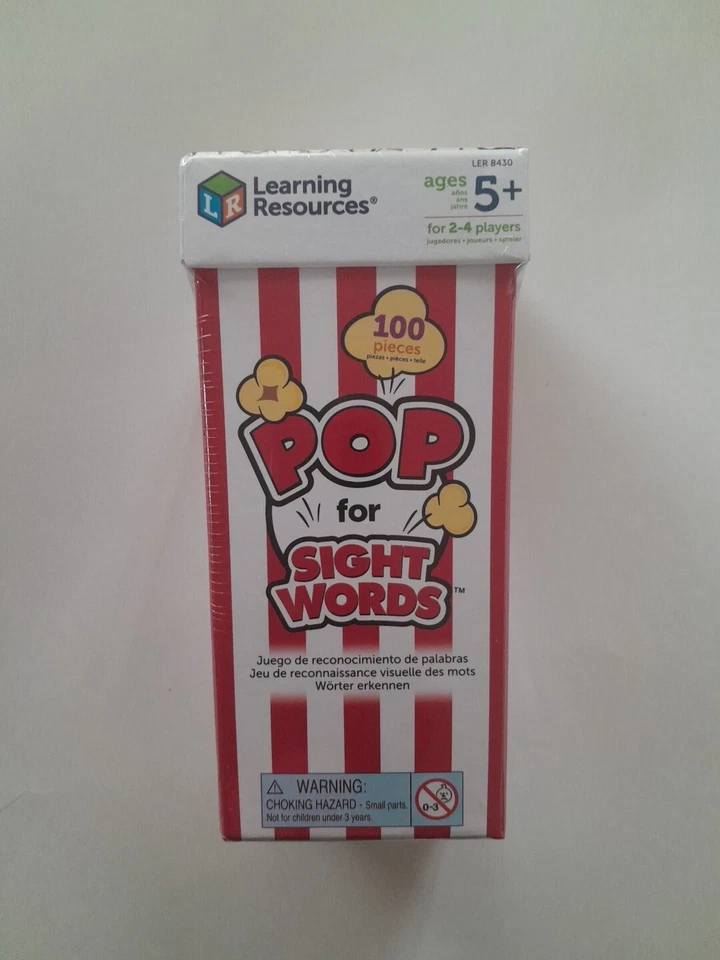 LER 8430
Learning
Resources®
LR
ages
años
ans
jahre
5+
for 2-4 players
jugadores • joueurs • spieler
100
pieces
piezas • pièces • teile
POP
for
SIGHT
WORDS™
Juego de reconocimiento de palabras
Jeu de reconnaissance visuelle des mots
Wörter erkennen
WARNING:
CHOKING HAZARD - Small parts.
Not for children under 3 years
0-3